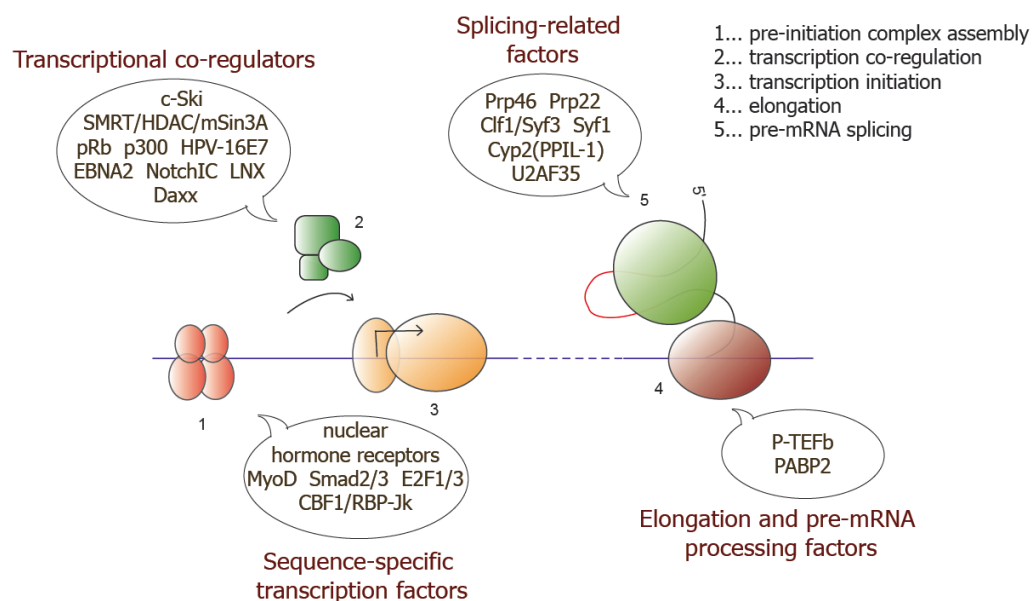 Transcriptional co-regulators
c-Ski
SMRT/HDAC/mSin3A
pRb p300 HPV-16E7
EBNA2 NotchIC LNX
Daxx
2
Splicing-related
factors
Prp46 Prp22
Clf1/Syf3 Syf1
Cyp2(PPIL-1)
U2AF35
5
5'
1... pre-initiation complex assembly
2... transcription co-regulation
3... transcription initiation
4... elongation
5... pre-mRNA splicing
1
3
4
nuclear
hormone receptors
MyoD Smad2/3 E2F1/3
CBF1/RBP-Jk
Sequence-specific
transcription factors
P-TEFb
PABP2
Elongation and pre-mRNA
processing factors